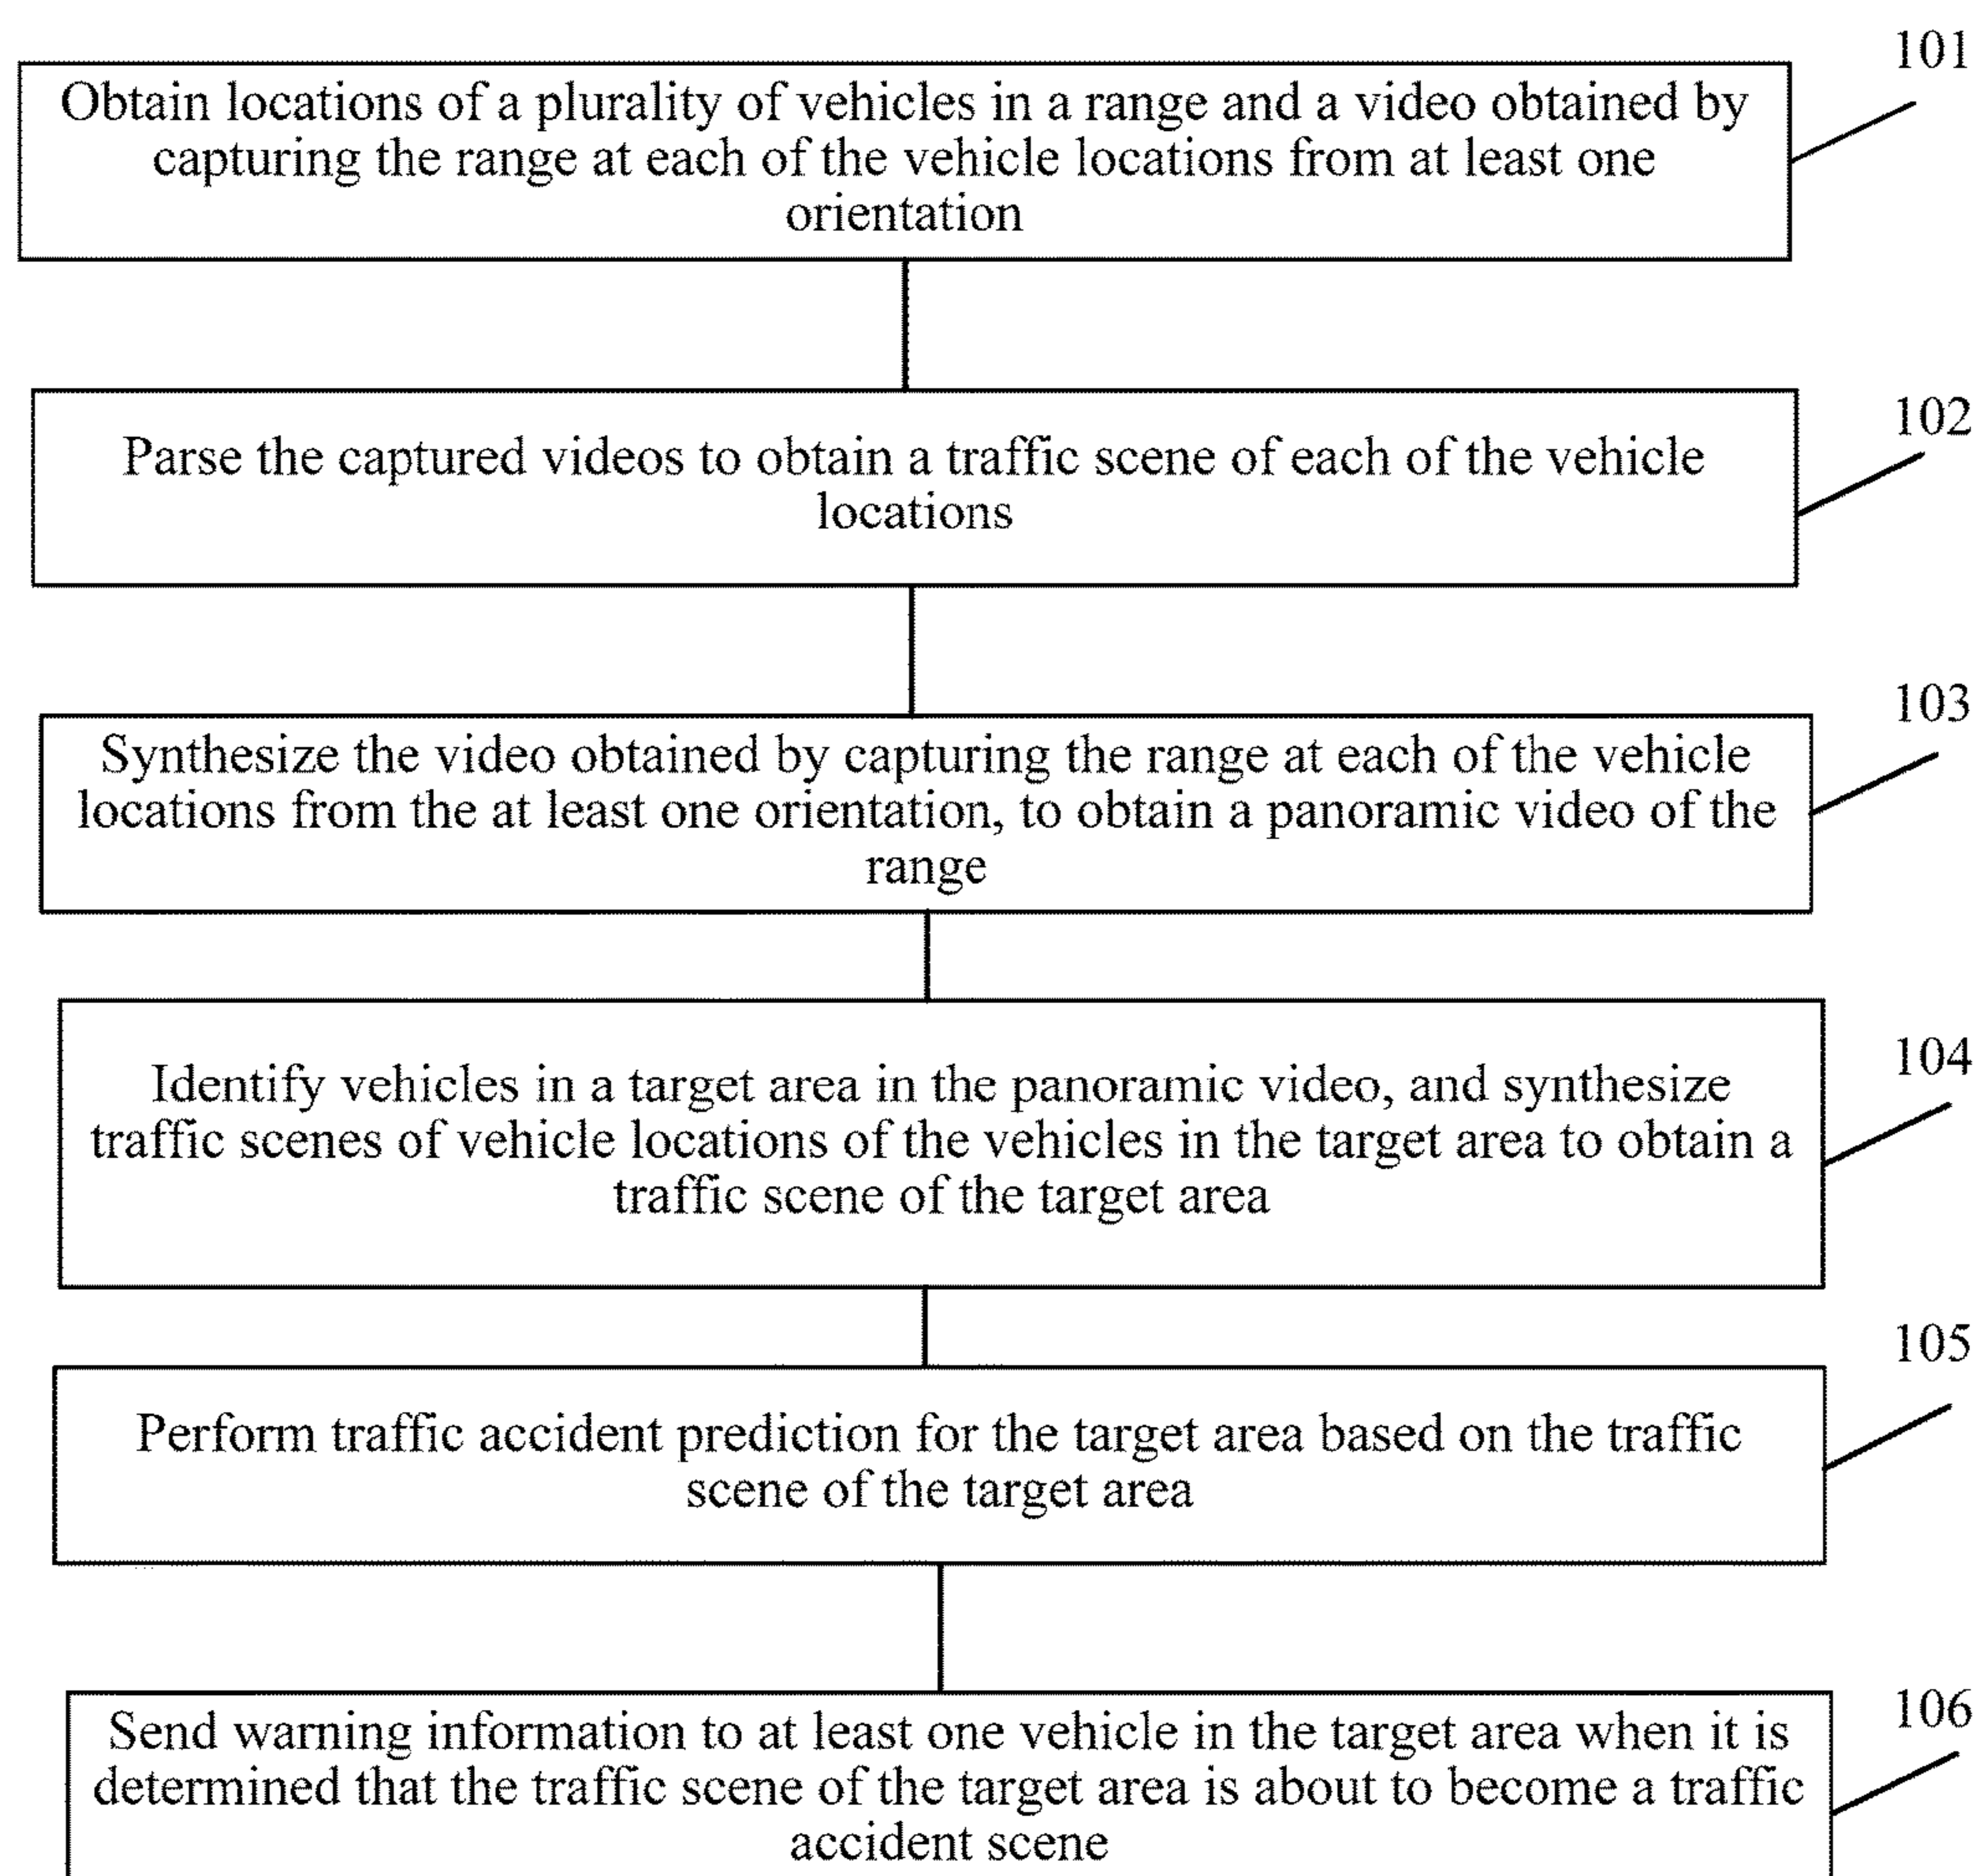 101
Obtain locations of a plurality of vehicles in a range and a video obtained by
capturing the range at each of the vehicle locations from at least one
orientation
102
Parse the captured videos to obtain a traffic scene of each of the vehicle
locations
103
Synthesize the video obtained by capturing the range at each of the vehicle
locations from the at least one orientation, to obtain a panoramic video of the
range
104
Identify vehicles in a target area in the panoramic video, and synthesize
traffic scenes of vehicle locations of the vehicles in the target area to obtain a
traffic scene of the target area
105
Perform traffic accident prediction for the target area based on the traffic
scene of the target area
106
Send warning information to at least one vehicle in the target area when it is
determined that the traffic scene of the target area is about to become a traffic
accident scene